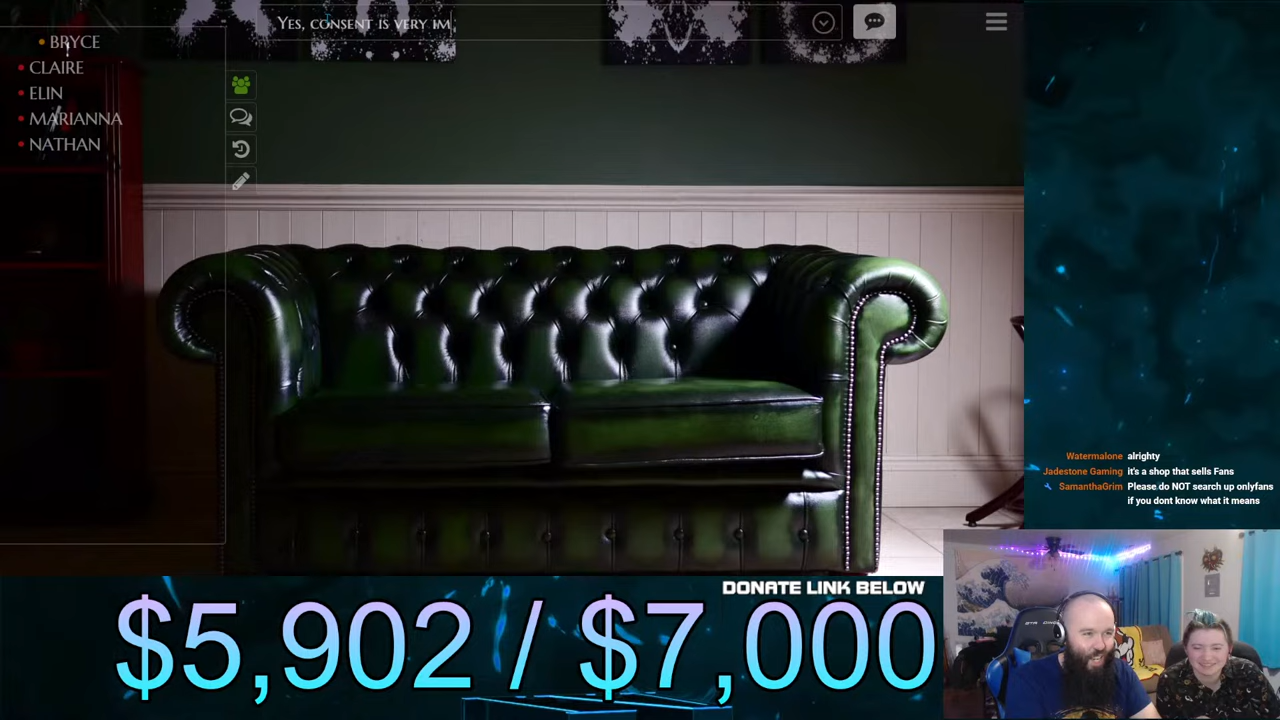 Yes, consent is very im
BRYCE
CLAIRE
ELIN
MARIANNA
NATHAN
Watermalone alrighty
Jadestone Gaming it's a shop that sells Fans
SamanthaGrim Please do NOT search up onlyfans
if you dont know what it means
DONATE LINK BELOW
$5,902 / $7,000